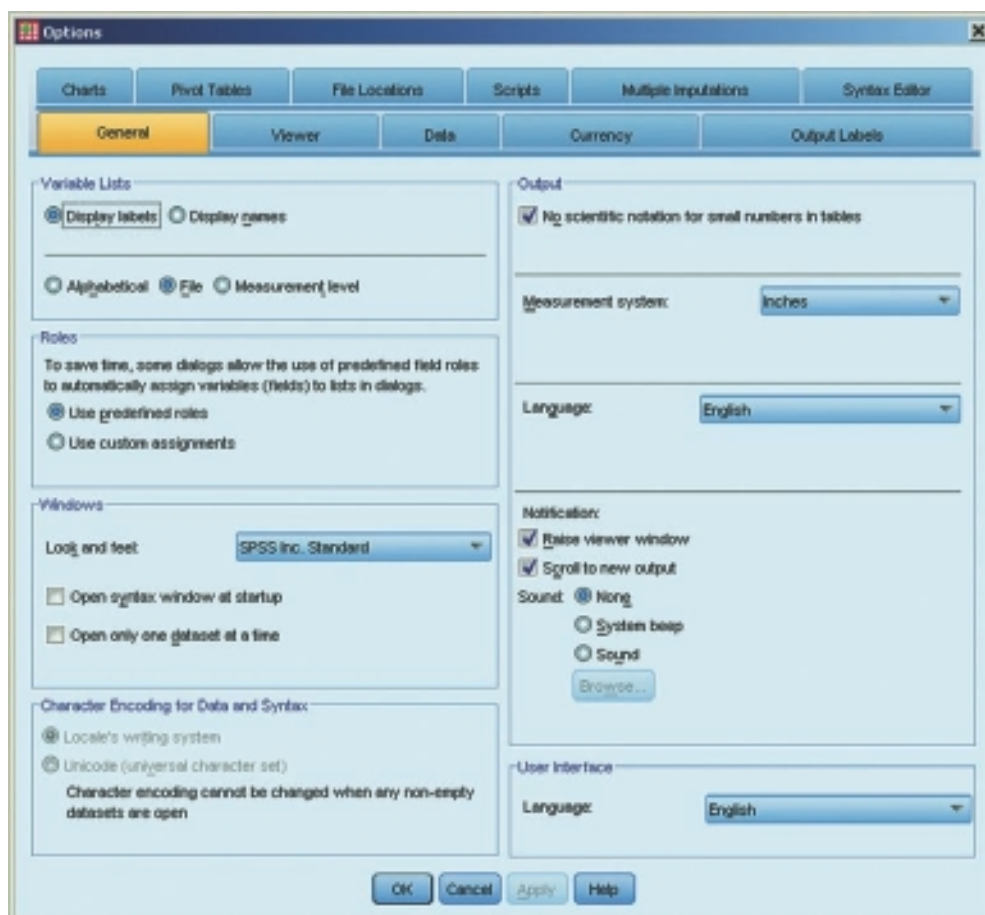 Options
Charts Pivot Tables File Locations Scripts Multiple Imputations Syntax Editor
General Viewer Data Currency Output Labels
Variable Lists
Display labels Display names
Alphabetical File Measurement level
Roles
To save time, some dialogs allow the use of predefined field roles
to automatically assign variables (fields) to lists in dialogs.
Use predefined roles
Use custom assignments
Windows
Look and feel: SPSS Inc. Standard
Open syntax window at startup
Open only one dataset at a time
Character Encoding for Data and Syntax
Locale's writing system
Unicode (universal character set)
Character encoding cannot be changed when any non-empty
datasets are open
Output
No scientific notation for small numbers in tables
Measurement system: Inches
Language: English
Notification:
Raise viewer window
Scroll to new output
Sound: None
System beep
Sound
Browse...
User Interface
Language: English
OK Cancel Apply Help